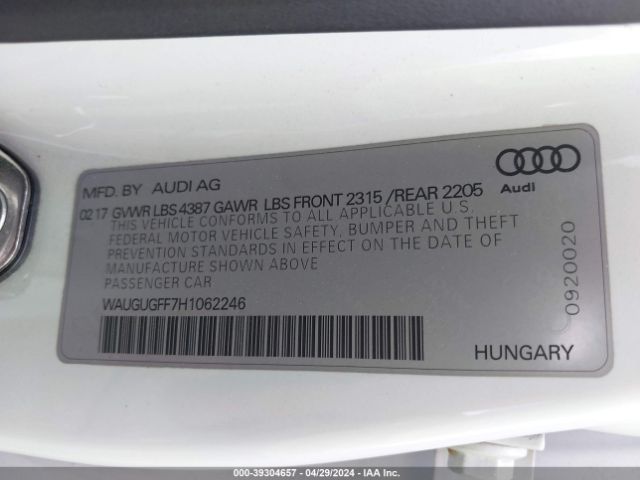 MFD. BY AUDI AG
02 17 GVWR LBS 4387 GAWR LBS FRONT 2315 /REAR 2205
THIS VEHICLE CONFORMS TO ALL APPLICABLE U.S.
FEDERAL MOTOR VEHICLE SAFETY, BUMPER AND THEFT
PREVENTION STANDARDS IN EFFECT ON THE DATE OF
MANUFACTURE SHOWN ABOVE
PASSENGER CAR
WAUGUGFF7H1062246
HUNGARY
Audi
0920020
000-39304657 - 04/29/2024 - IAA Inc.